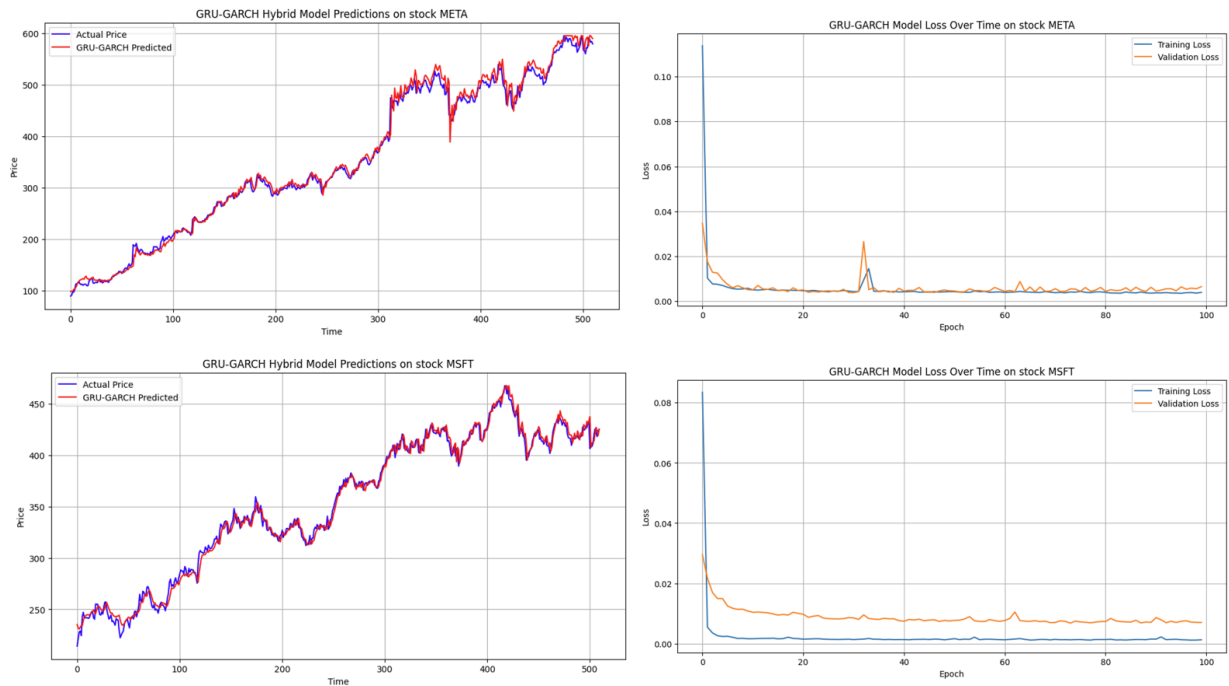 GRU-GARCH Hybrid Model Predictions on stock META
Actual Price
GRU-GARCH Predicted
600
500
400
300
200
100
Price
0
100
200
300
400
500
Time
GRU-GARCH Model Loss Over Time on stock META
Training Loss
Validation Loss
0.10
0.08
0.06
0.04
0.02
0.00
Loss
0
20
40
60
80
100
Epoch
GRU-GARCH Hybrid Model Predictions on stock MSFT
Actual Price
GRU-GARCH Predicted
450
400
350
300
250
Price
0
100
200
300
400
500
Time
GRU-GARCH Model Loss Over Time on stock MSFT
Training Loss
Validation Loss
0.08
0.06
0.04
0.02
0.00
Loss
0
20
40
60
80
100
Epoch